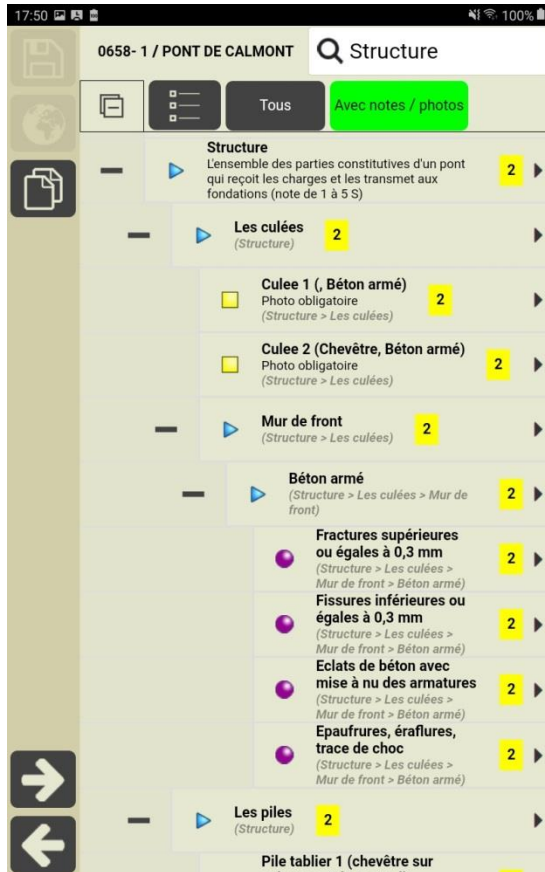 17:50
100%
0658- 1 / PONT DE CALMONT
Structure
Tous
Avec notes / photos
Structure
L'ensemble des parties constitutives d'un pont
qui reçoit les charges et les transmet aux
fondations (note de 1 à 5 S)
2
Les culées
(Structure)
2
Culee 1 (, Béton armé)
Photo obligatoire
(Structure > Les culées)
2
Culee 2 (Chevêtre, Béton armé)
Photo obligatoire
(Structure > Les culées)
2
Mur de front
(Structure > Les culées)
2
Béton armé
(Structure > Les culées > Mur de
front)
2
Fractures supérieures
ou égales à 0,3 mm
(Structure > Les culées >
Mur de front > Béton armé)
2
Fissures inférieures ou
égales à 0,3 mm
(Structure > Les culées >
Mur de front > Béton armé)
2
Eclats de béton avec
mise à nu des armatures
(Structure > Les culées >
Mur de front > Béton armé)
2
Epaufrures, éraflures,
trace de choc
(Structure > Les culées >
Mur de front > Béton armé)
2
Les piles
(Structure)
2
Pile tablier 1 (chevêtre sur